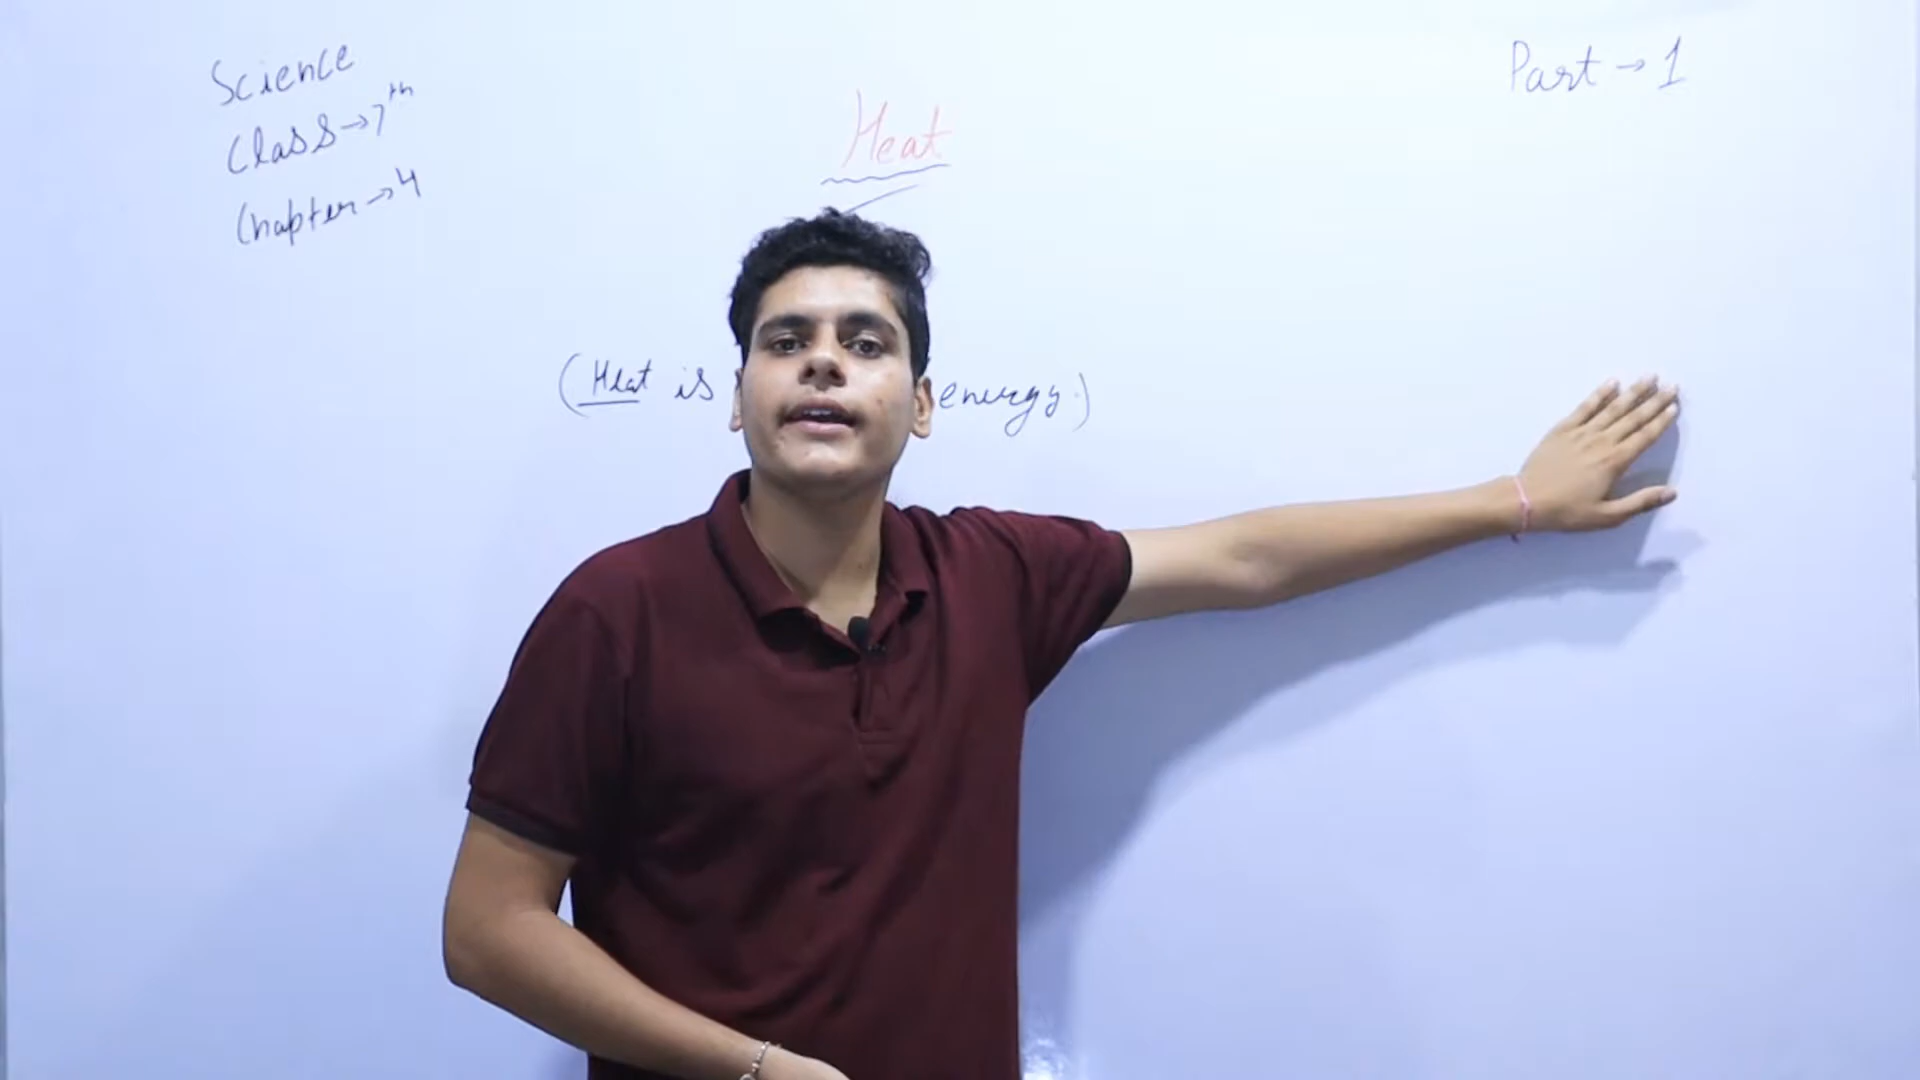 Science
Class→7th
Chapter→4
Part→1
Heat
(Heat is energy.)